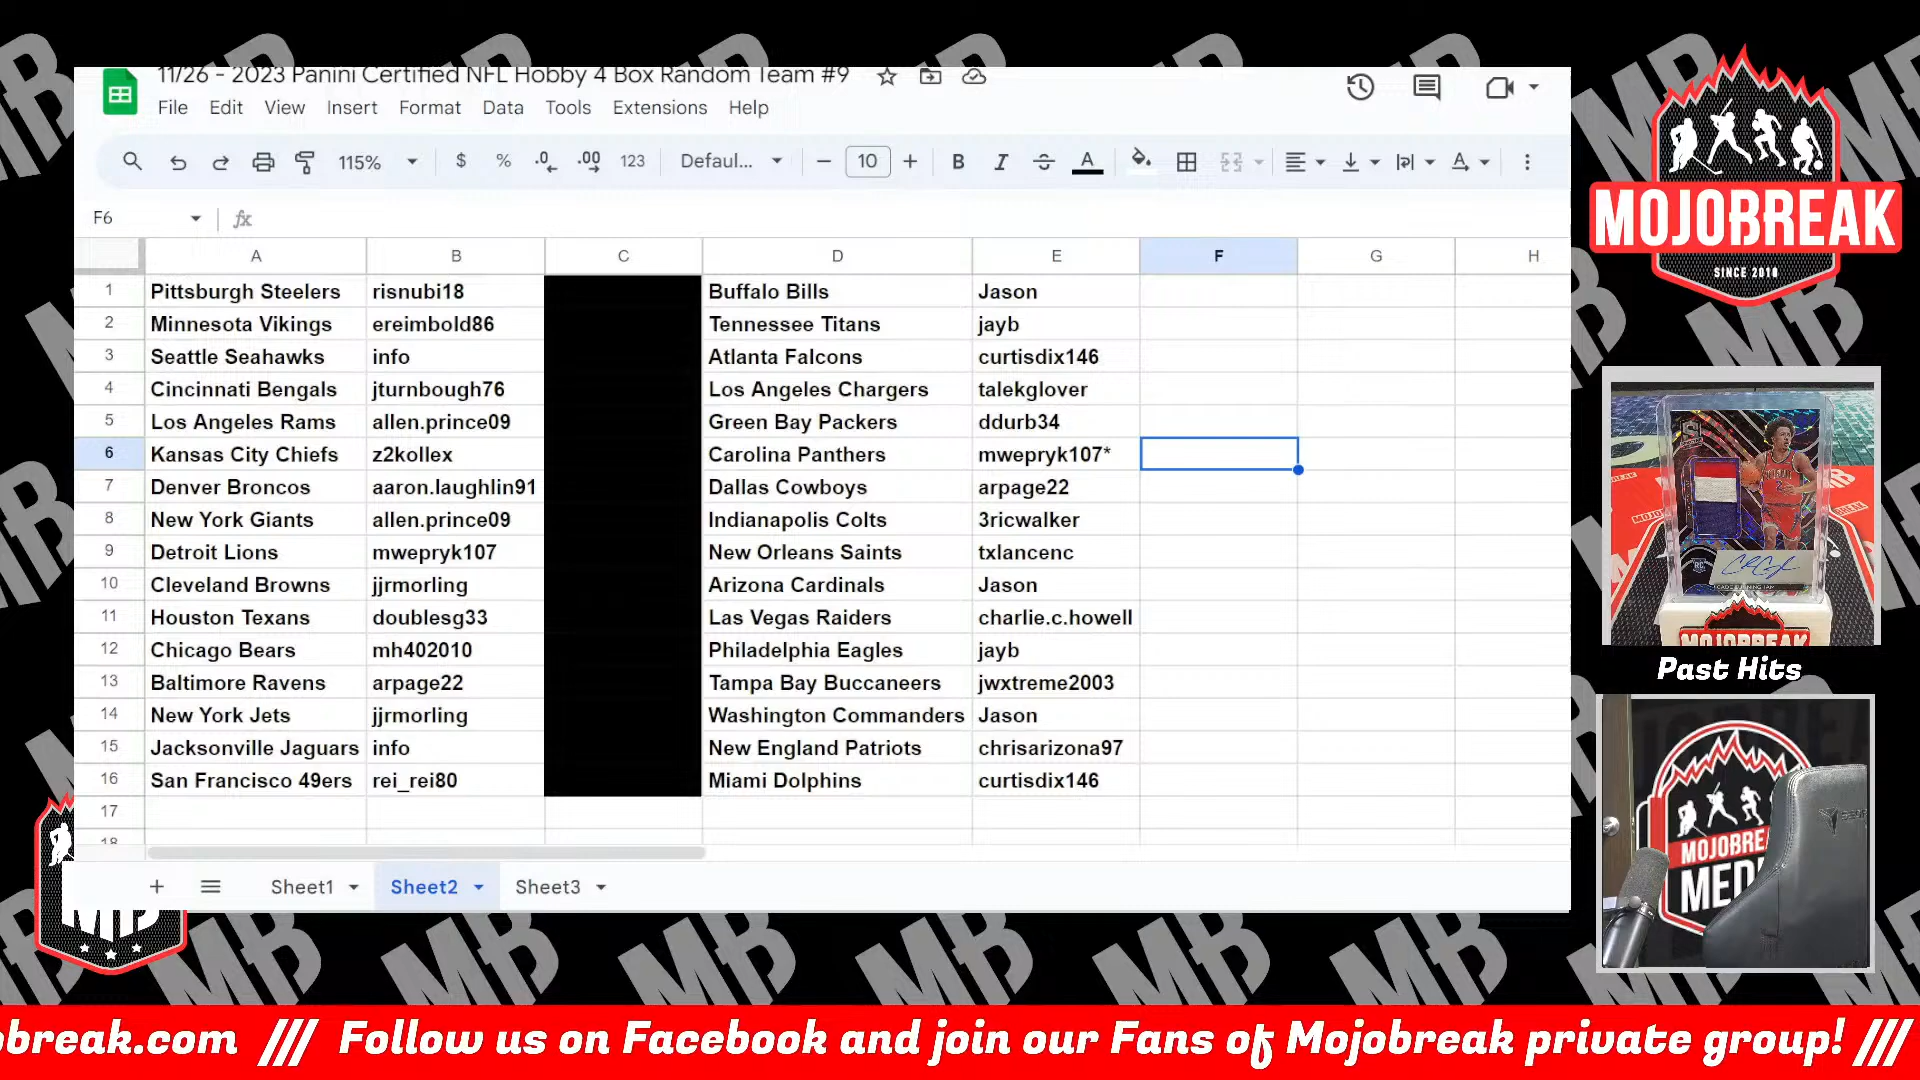 11/26 - 2023 Panini Certified NFL Hobby 4 Box Random Team #9
File Edit View Insert Format Data Tools Extensions Help
115% $ % .0 .00 123 Defaul... 10 B I A
F6 fx
A B C D E F G H
1 Pittsburgh Steelers risnubi18 Buffalo Bills Jason
2 Minnesota Vikings ereimbold86 Tennessee Titans jayb
3 Seattle Seahawks info Atlanta Falcons curtisdix146
4 Cincinnati Bengals jturnbough76 Los Angeles Chargers talekglover
5 Los Angeles Rams allen.prince09 Green Bay Packers ddurb34
6 Kansas City Chiefs z2kollex Carolina Panthers mwepryk107*
7 Denver Broncos aaron.laughlin91 Dallas Cowboys arpage22
8 New York Giants allen.prince09 Indianapolis Colts 3ricwalker
9 Detroit Lions mwepryk107 New Orleans Saints txlancenc
10 Cleveland Browns jjrmorling Arizona Cardinals Jason
11 Houston Texans doublesg33 Las Vegas Raiders charlie.c.howell
12 Chicago Bears mh402010 Philadelphia Eagles jayb
13 Baltimore Ravens arpage22 Tampa Bay Buccaneers jwxtreme2003
14 New York Jets jjrmorling Washington Commanders Jason
15 Jacksonville Jaguars info New England Patriots chrisarizona97
16 San Francisco 49ers rei_rei80 Miami Dolphins curtisdix146
17
18
Sheet1 Sheet2 Sheet3
MOJOBREAK
SINCE 2010
MOJOBREAK
Past Hits
MOJOBREAK
MED
MB
obreak.com /// Follow us on Facebook and join our Fans of Mojobreak private group! ///